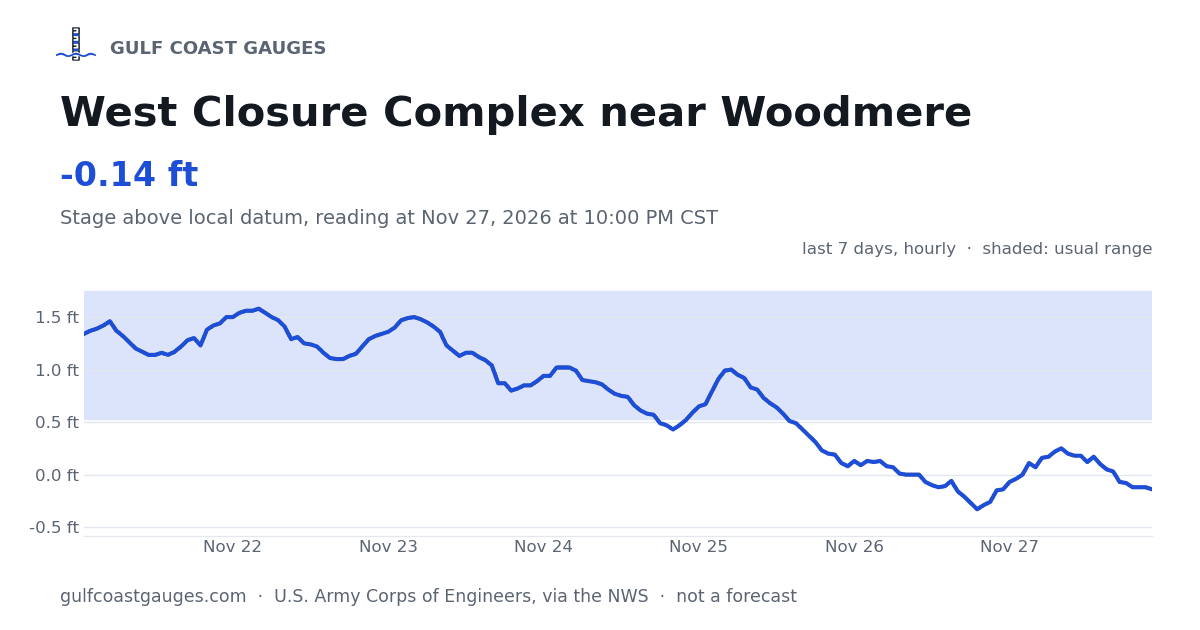 GULF COAST GAUGES
West Closure Complex near Woodmere
-0.14 ft
Stage above local datum, reading at Nov 27, 2026 at 10:00 PM CST
last 7 days, hourly · shaded: usual range
1.5 ft
1.0 ft
0.5 ft
0.0 ft
-0.5 ft
Nov 22 Nov 23 Nov 24 Nov 25 Nov 26 Nov 27
gulfcoastgauges.com · U.S. Army Corps of Engineers, via the NWS · not a forecast